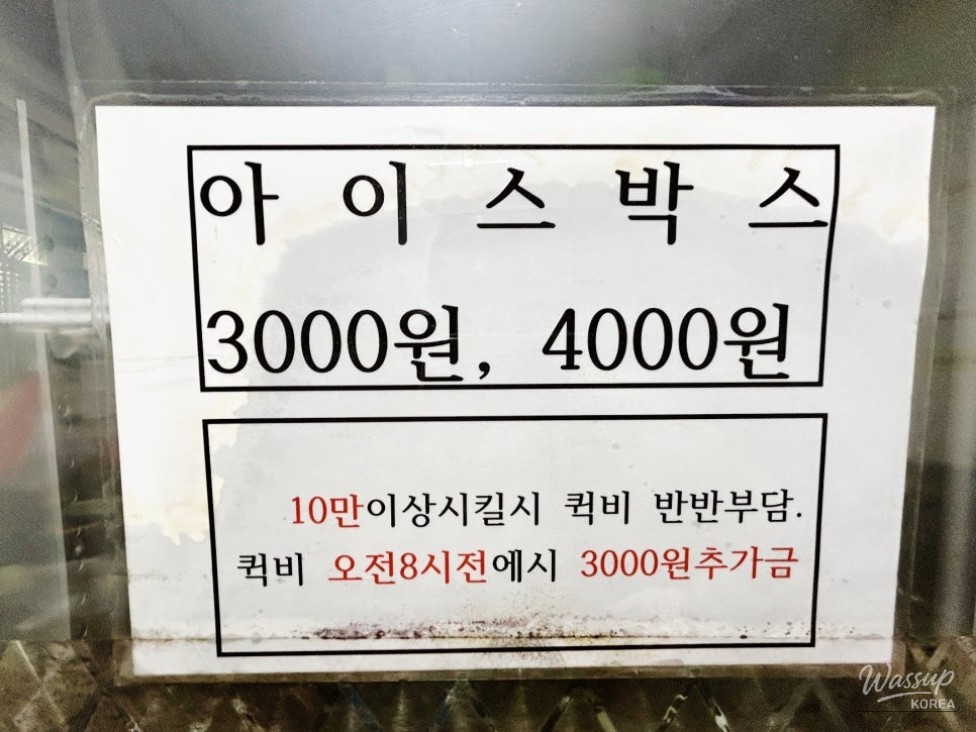 아이스박스
3000원, 4000원
10만이상시킬시 퀵비 반반부담.
퀵비 오전8시전에시 3000원추가금
Wassup
KOREA